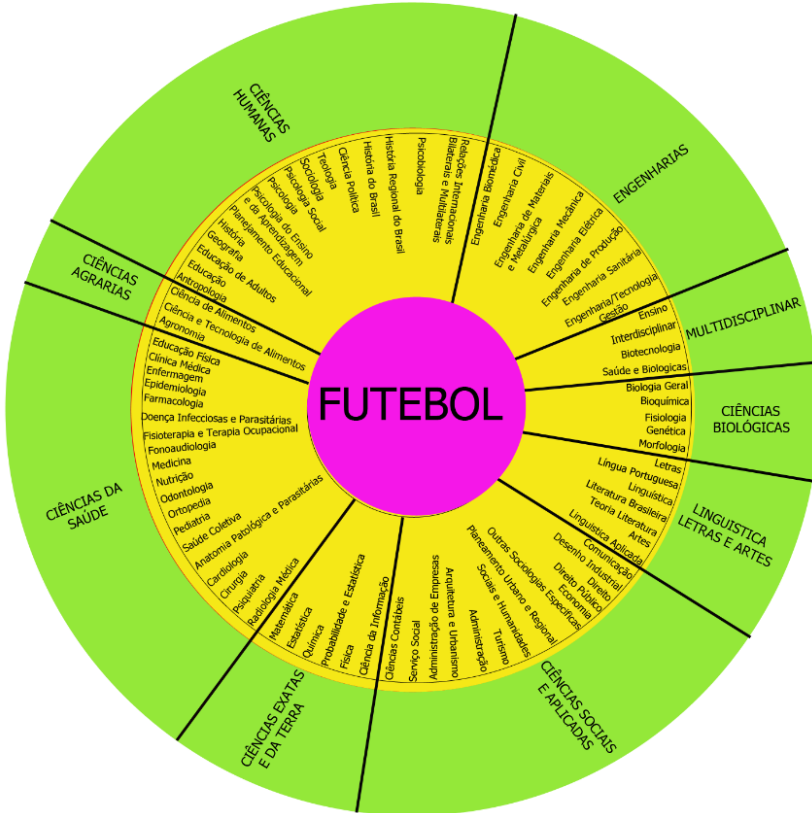 FUTEBOL
CIÊNCIAS
HUMANAS
Antropologia
Educação
Educação de Adultos
Geografia
História
Planejamento Educacional
Psicologia do Ensino
e da Aprendizagem
Psicologia
Psicologia Social
Sociologia
Teologia
Ciência Política
História do Brasil
História Regional do Brasil
Psicobiologia
Relações Internacionais
Bilaterais e Multilaterais
ENGENHARIAS
Engenharia Biomédica
Engenharia Civil
Engenharia de Materiais
e Metalúrgica
Engenharia Mecânica
Engenharia Elétrica
Engenharia de Produção
Engenharia Sanitária
Engenharia/Tecnologia
Gestão
MULTIDISCIPLINAR
Ensino
Interdisciplinar
Biotecnologia
Saúde e Biologicas
CIÊNCIAS
BIOLÓGICAS
Biologia Geral
Bioquímica
Fisiologia
Genética
Morfologia
LINGUISTICA
LETRAS E ARTES
Letras
Língua Portuguesa
Linguística
Literatura Brasileira
Teoria Literatura
Artes
Linguistica Aplicada
CIÊNCIAS SOCIAIS
E APLICADAS
Comunicação
Desenho Industrial
Direito
Direito Público
Economia
Outras Sociologias Específicas
Planeamento Urbano e Regional
Sociais e Humanidades
Turismo
Administração
Arquitetura e Urbanismo
Administração de Empresas
Serviço Social
Ciências Contábeis
CIÊNCIAS EXATAS
E DA TERRA
Ciência da Informação
Física
Probabilidade e Estatística
Química
Estatística
Matemática
CIÊNCIAS DA
SAÚDE
Radiologia Médica
Psiquiatria
Cirurgia
Cardiologia
Anatomia Patológica e Parasitárias
Saúde Coletiva
Pediatria
Ortopedia
Odontologia
Nutrição
Medicina
Fonoaudiologia
Fisioterapia e Terapia Ocupacional
Doença Infecciosas e Parasitárias
Farmacologia
Epidemiologia
Enfermagem
Clínica Médica
Educação Física
CIÊNCIAS
AGRÁRIAS
Agronomia
Ciência e Tecnologia de Alimentos
Ciência de Alimentos